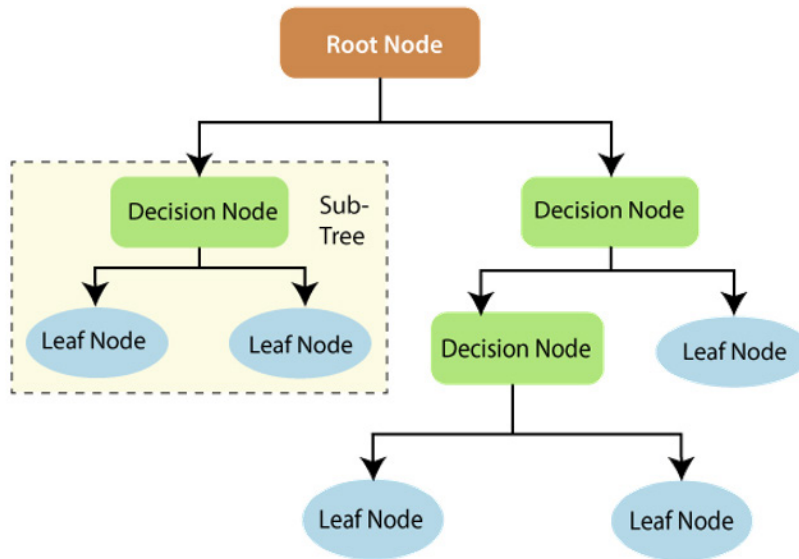 Root Node
Decision Node
Sub-
Tree
Decision Node
Leaf Node
Leaf Node
Decision Node
Leaf Node
Leaf Node
Leaf Node